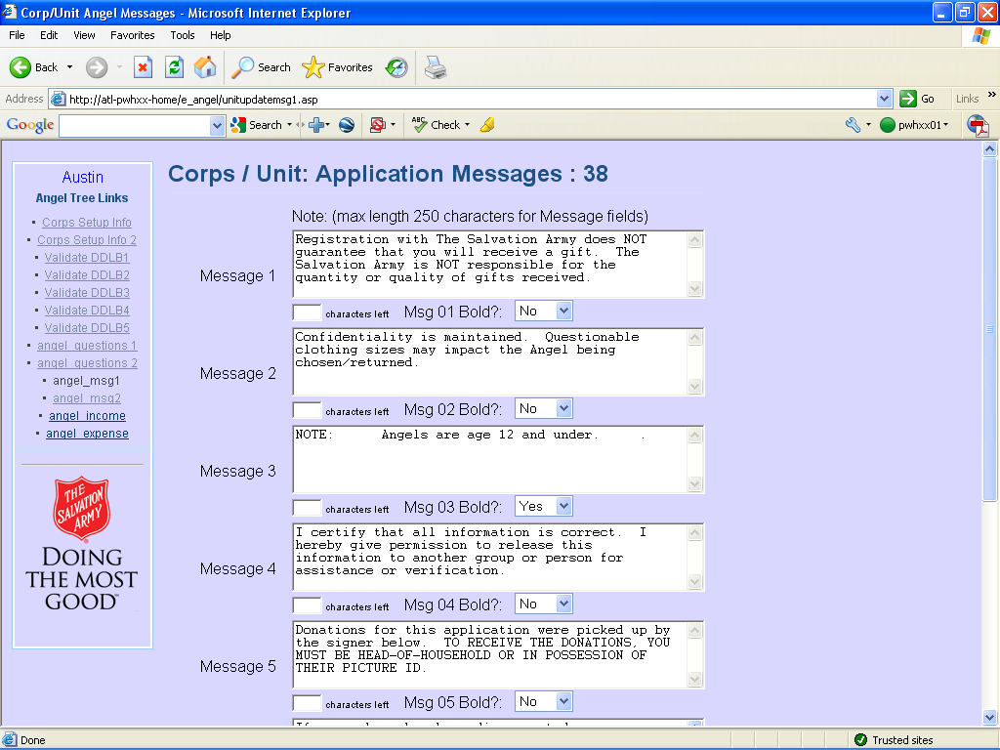 Corp/Unit Angel Messages - Microsoft Internet Explorer
File Edit View Favorites Tools Help
Back Search Favorites
Address http://atl-pwhxx-home/e_angel/unitupdatemsg1.asp Go Links »
Google Search Check pwhxx01
Austin
Angel Tree Links
Corps Setup Info
Corps Setup Info 2
Validate DDLB1
Validate DDLB2
Validate DDLB3
Validate DDLB4
Validate DDLB5
angel_questions 1
angel_questions 2
angel_msg1
angel_msg2
angel_income
angel_expense
THE
SALVATION
ARMY
DOING
THE MOST
GOOD™
Corps / Unit: Application Messages : 38
Note: (max length 250 characters for Message fields)
Message 1
Registration with The Salvation Army does NOT
guarantee that you will receive a gift.  The
Salvation Army is NOT responsible for the
quantity or quality of gifts received.
characters left Msg 01 Bold?: No
Message 2
Confidentiality is maintained.  Questionable
clothing sizes may impact the Angel being
chosen/returned.
characters left Msg 02 Bold?: No
Message 3
NOTE:      Angels are age 12 and under.     .
characters left Msg 03 Bold?: Yes
Message 4
I certify that all information is correct.  I
hereby give permission to release this
information to another group or person for
assistance or verification.
characters left Msg 04 Bold?: No
Message 5
Donations for this application were picked up by
the signer below.  TO RECEIVE THE DONATIONS, YOU
MUST BE HEAD-OF-HOUSEHOLD OR IN POSSESSION OF
THEIR PICTURE ID.
characters left Msg 05 Bold?: No
Done Trusted sites